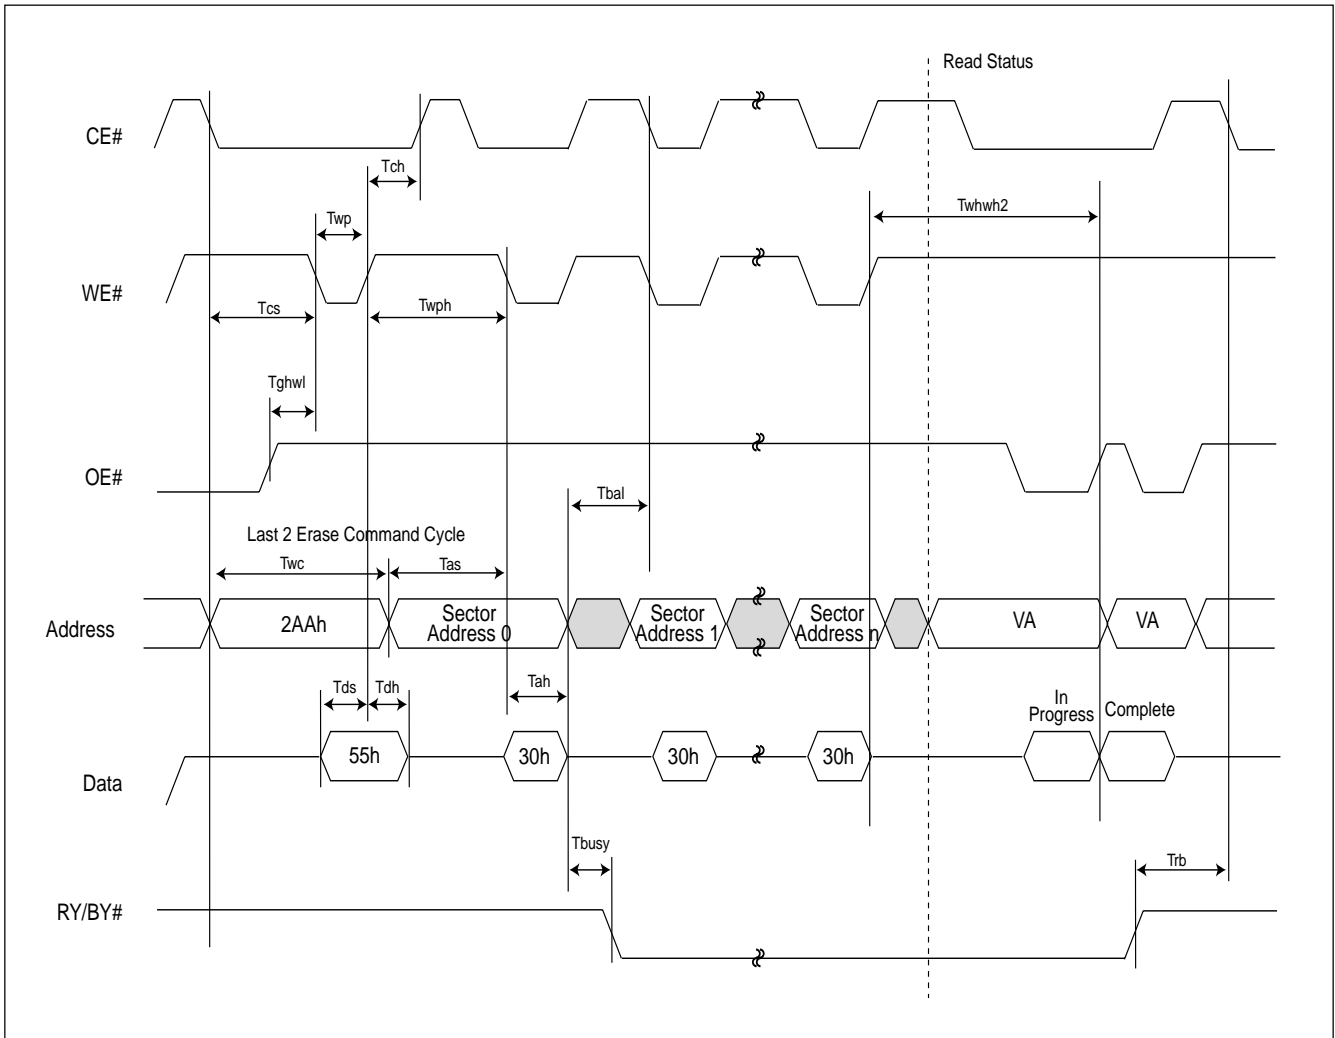 Read Status
CE#
Tch
Twhwh2
Twp
WE#
Tcs
Twph
Tghwl
OE#
Tbal
Last 2 Erase Command Cycle
Twc
Tas
Address
2AAh
Sector
Address 0
Sector
Address 1
Sector
Address n
VA
VA
Tds
Tdh
Tah
In
Progress
Complete
Data
55h
30h
30h
30h
Tbusy
Trb
RY/BY#